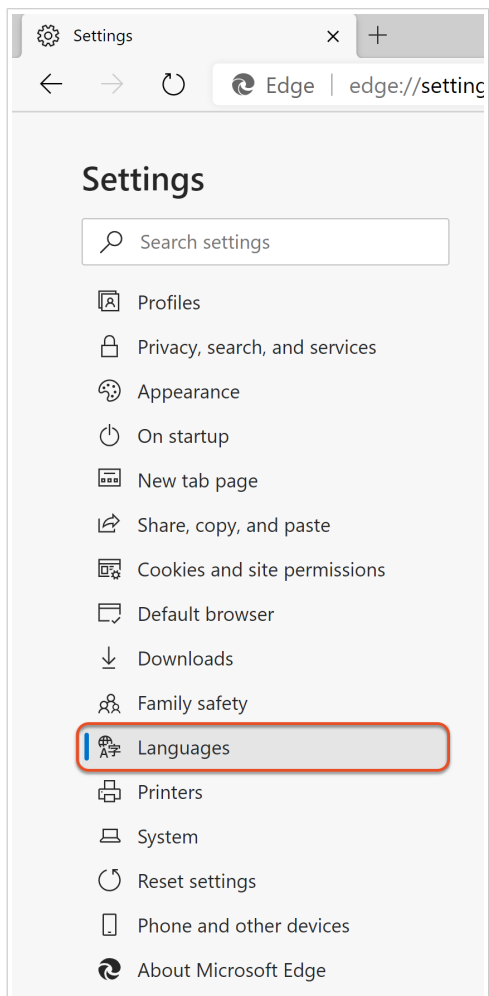 Settings
Edge | edge://setting
Settings
Search settings
Profiles
Privacy, search, and services
Appearance
On startup
New tab page
Share, copy, and paste
Cookies and site permissions
Default browser
Downloads
Family safety
Languages
Printers
System
Reset settings
Phone and other devices
About Microsoft Edge